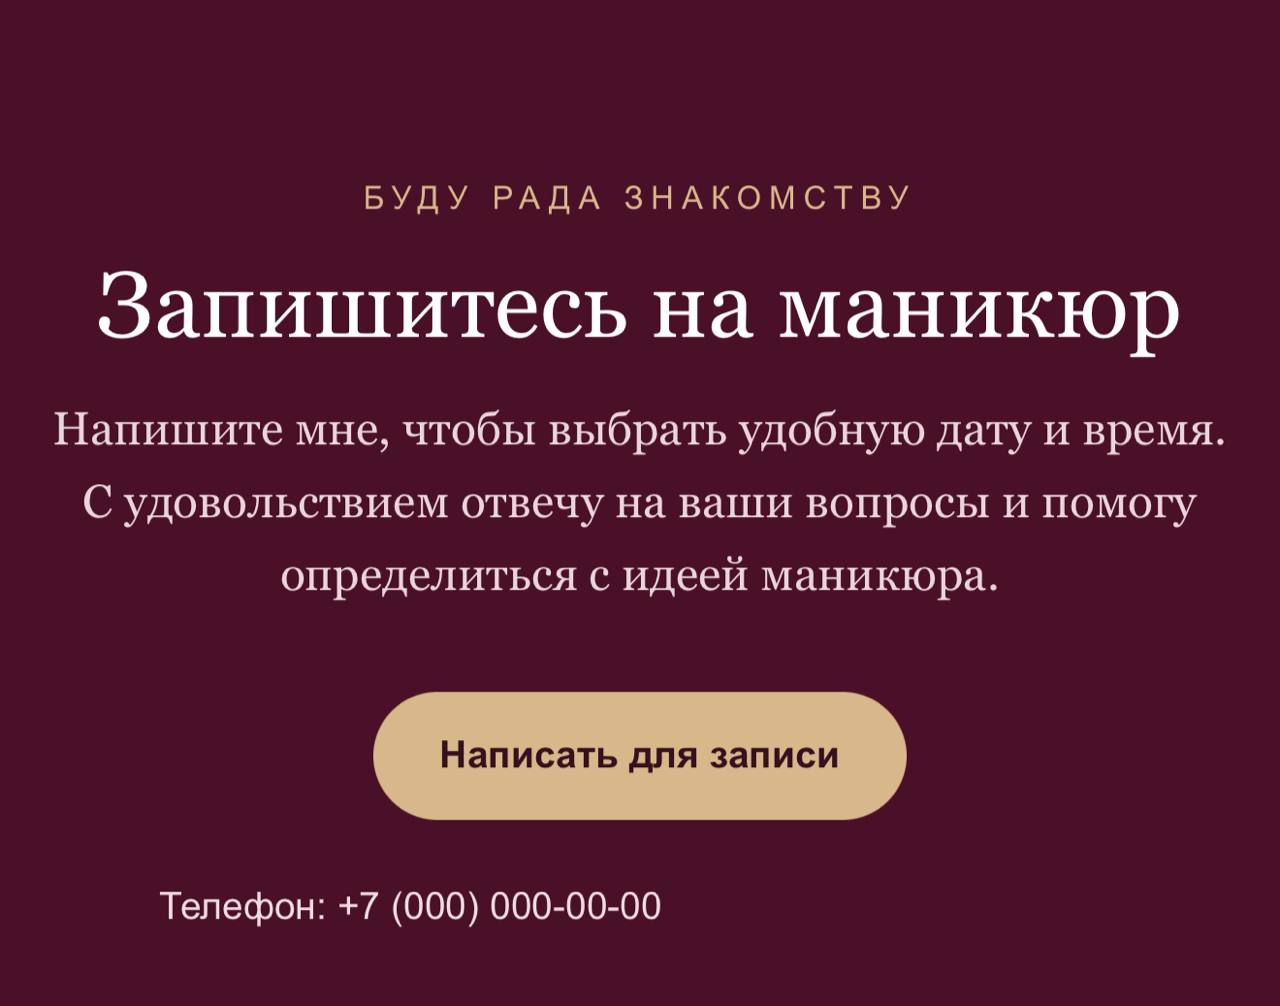 БУДУ РАДА ЗНАКОМСТВУ
Запишитесь на маникюр
Напишите мне, чтобы выбрать удобную дату и время.
С удовольствием отвечу на ваши вопросы и помогу
определиться с идеей маникюра.
Написать для записи
Телефон: +7 (000) 000-00-00